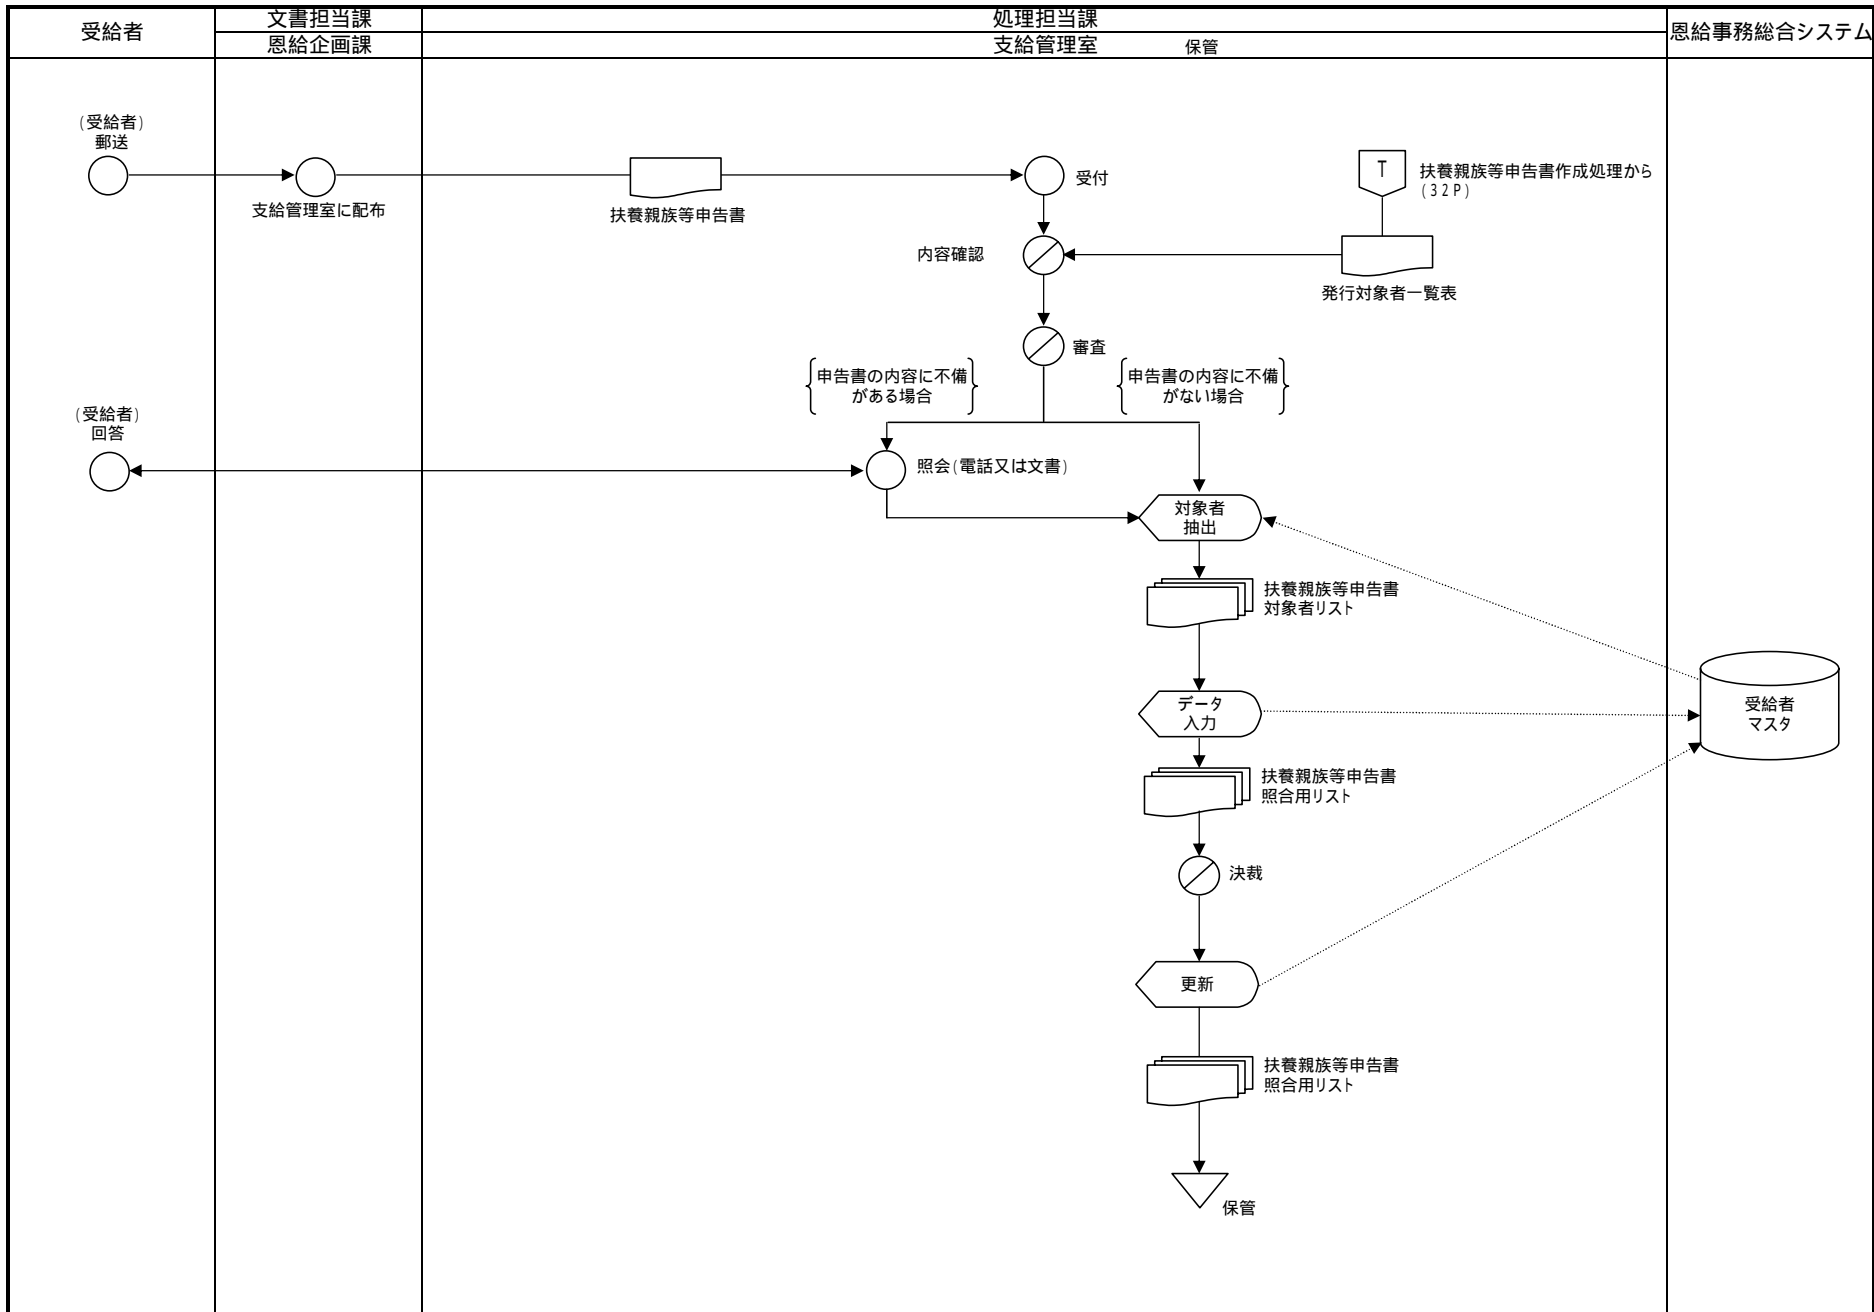 受給者
文書担当課
処理担当課
恩給事務総合システム
恩給企画課
支給管理室
保管
(受給者)
郵送
支給管理室に配布
扶養親族等申告書
受付
T
扶養親族等申告書作成処理から
(32P)
内容確認
発行対象者一覧表
審査
申告書の内容に不備
がある場合
申告書の内容に不備
がない場合
(受給者)
回答
照会(電話又は文書)
対象者
抽出
扶養親族等申告書
対象者リスト
データ
入力
受給者
マスタ
扶養親族等申告書
照合用リスト
決裁
更新
扶養親族等申告書
照合用リスト
保管